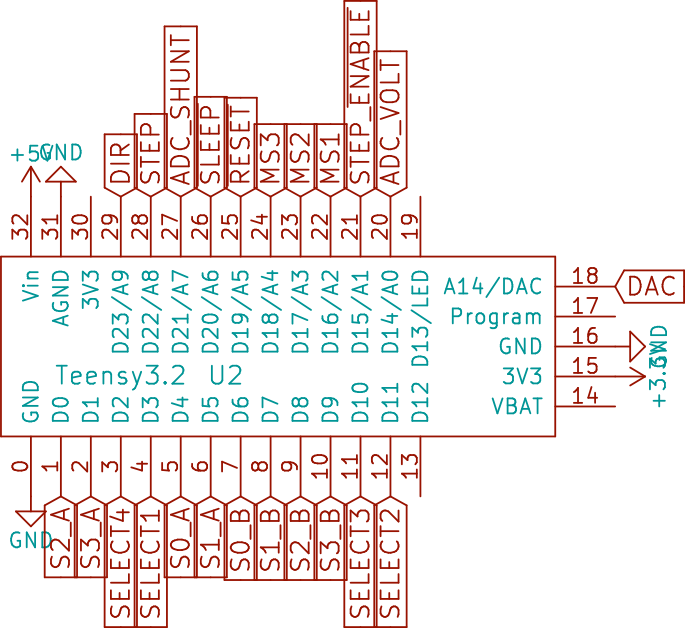 DIR
STEP
ADC_SHUNT
SLEEP
RESET
MS3
MS2
MS1
STEP_ENABLE
ADC_VOLT
+5V
GND
32
31
30
29
28
27
26
25
24
23
22
21
20
19
Vin
AGND
3V3
D23/A9
D22/A8
D21/A7
D20/A6
D19/A5
D18/A4
D17/A3
D16/A2
D15/A1
D14/A0
D13/LED
A14/DAC 18 DAC
Program 17
GND 16 GND
3V3 15 +3.3V
VBAT 14
Teensy3.2 U2
GND
D0
D1
D2
D3
D4
D5
D6
D7
D8
D9
D10
D11
D12
0
1
2
3
4
5
6
7
8
9
10
11
12
13
GND
S2_A
S3_A
SELECT4
SELECT1
S0_A
S1_A
S0_B
S1_B
S2_B
S3_B
SELECT3
SELECT2